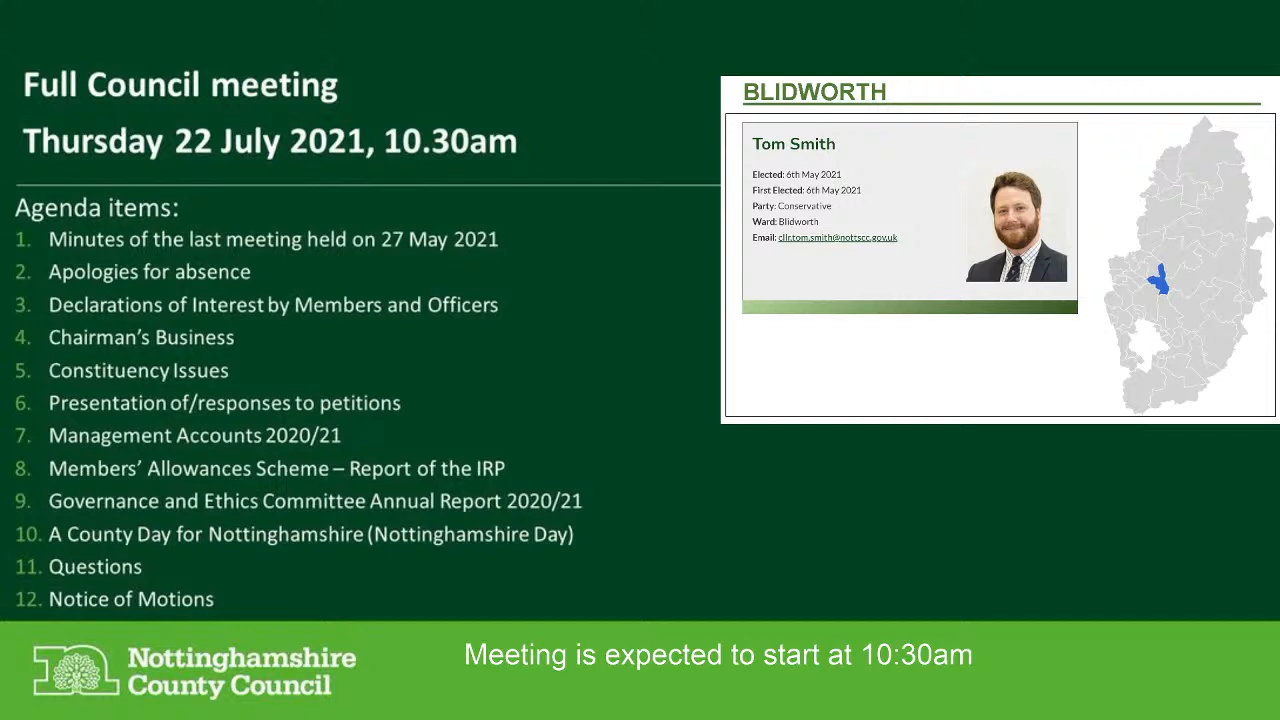 Full Council meeting
Thursday 22 July 2021, 10.30am
Agenda items:
1. Minutes of the last meeting held on 27 May 2021
2. Apologies for absence
3. Declarations of Interest by Members and Officers
4. Chairman’s Business
5. Constituency Issues
6. Presentation of/responses to petitions
7. Management Accounts 2020/21
8. Members’ Allowances Scheme – Report of the IRP
9. Governance and Ethics Committee Annual Report 2020/21
10. A County Day for Nottinghamshire (Nottinghamshire Day)
11. Questions
12. Notice of Motions
BLIDWORTH
Tom Smith
Elected: 6th May 2021
First Elected: 6th May 2021
Party: Conservative
Ward: Blidworth
Email: cllr.tom.smith@nottscc.gov.uk
Nottinghamshire
County Council
Meeting is expected to start at 10:30am